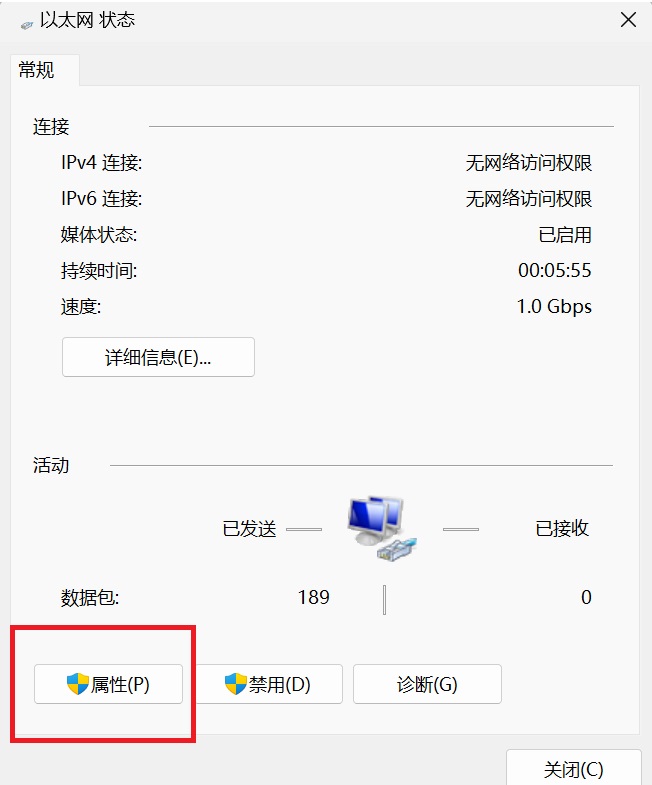 以太网 状态
常规
连接
IPv4 连接: 无网络访问权限
IPv6 连接: 无网络访问权限
媒体状态: 已启用
持续时间: 00:05:55
速度: 1.0 Gbps
详细信息(E)...
活动
已发送 已接收
数据包: 189 0
属性(P) 禁用(D) 诊断(G)
关闭(C)